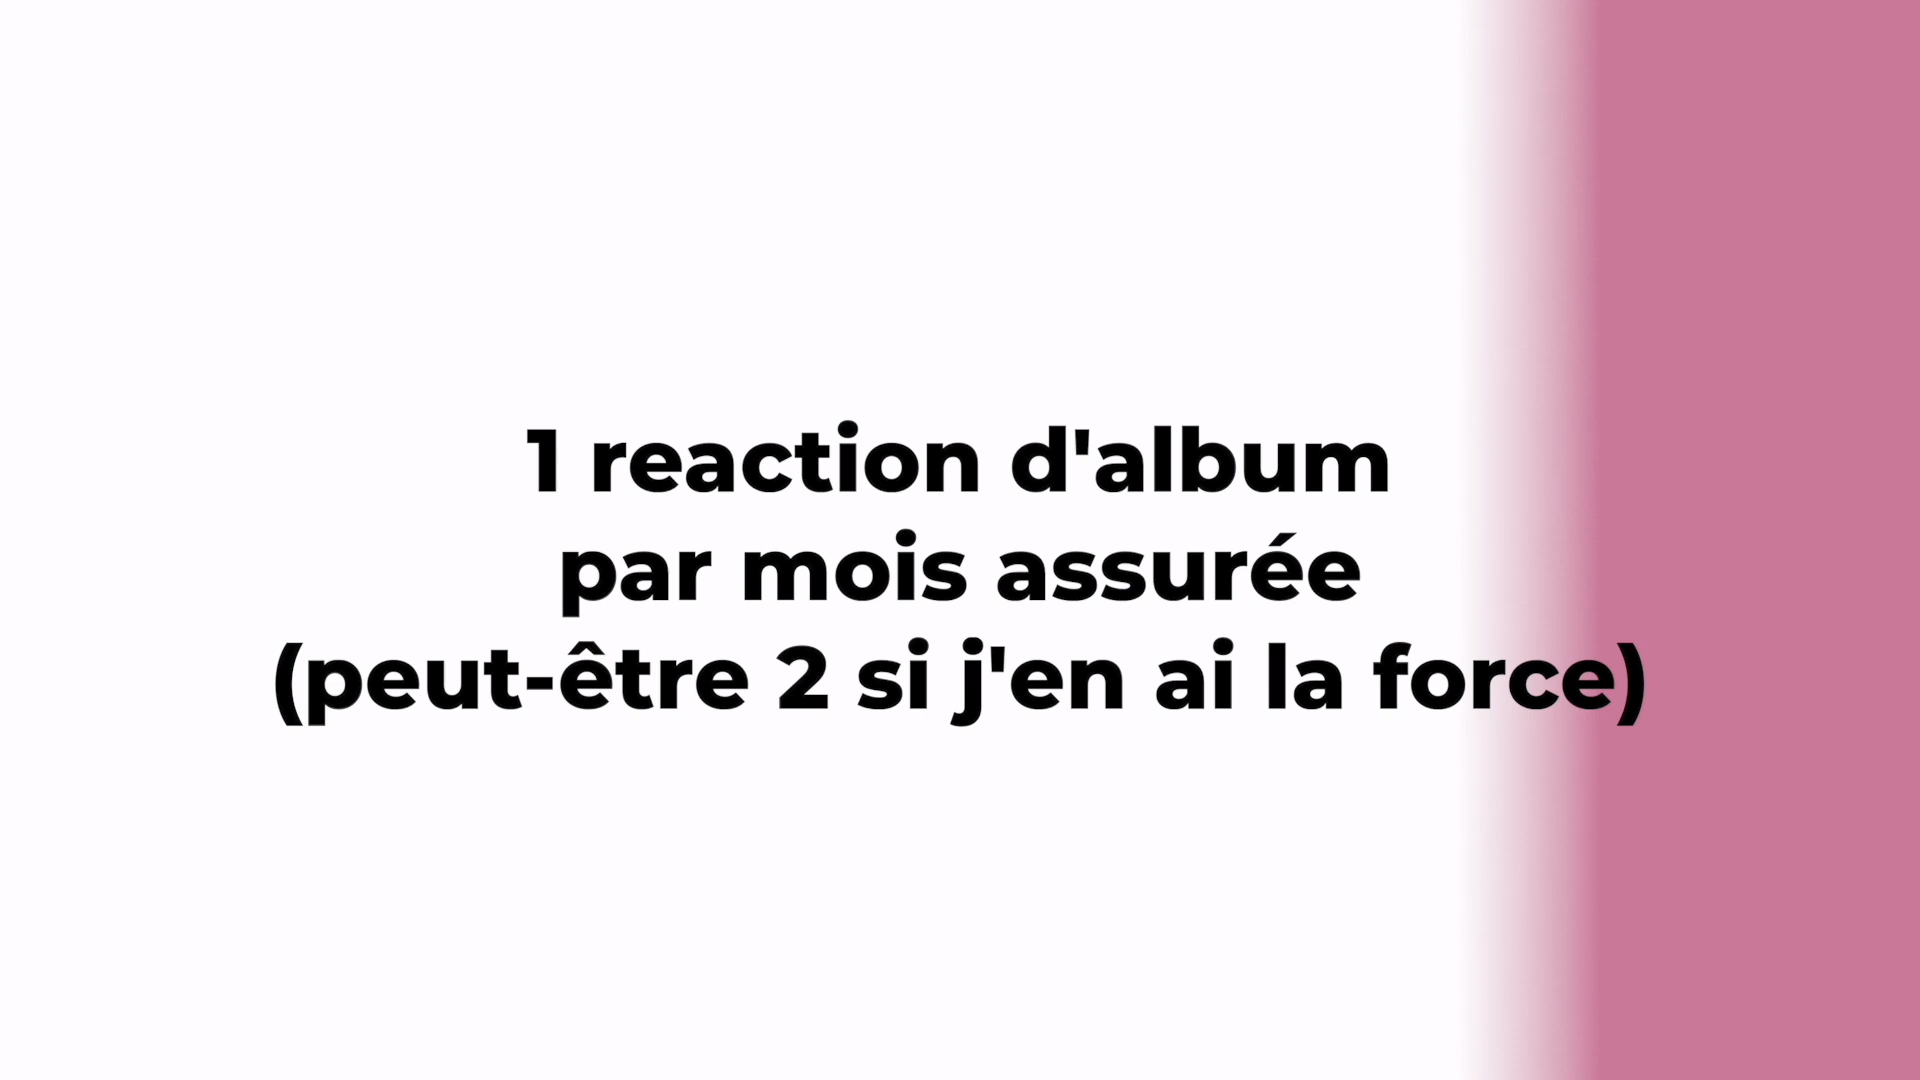 1 reaction d'album
par mois assurée
(peut-être 2 si j'en ai la force)